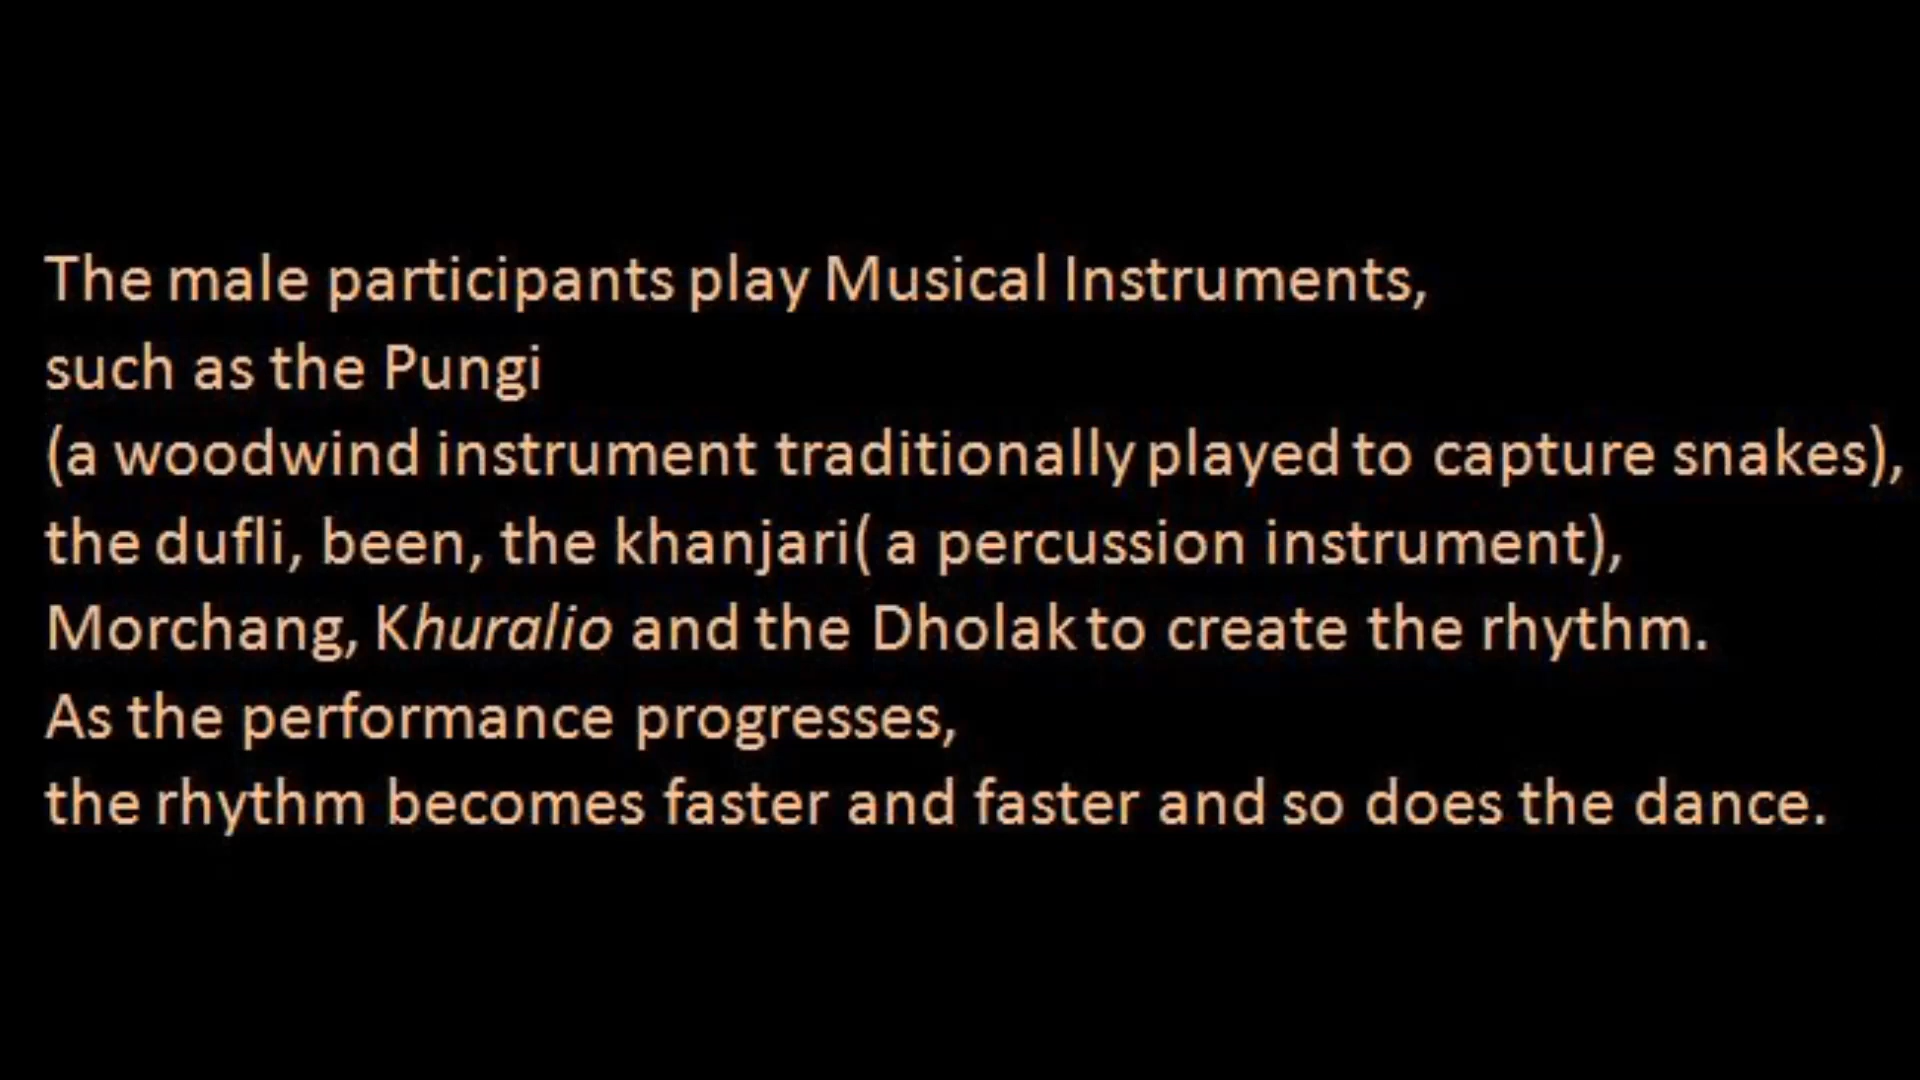 The male participants play Musical Instruments,
such as the Pungi
(a woodwind instrument traditionally played to capture snakes),
the dufli, been, the khanjari( a percussion instrument),
Morchang, Khuralio and the Dholak to create the rhythm.
As the performance progresses,
the rhythm becomes faster and faster and so does the dance.